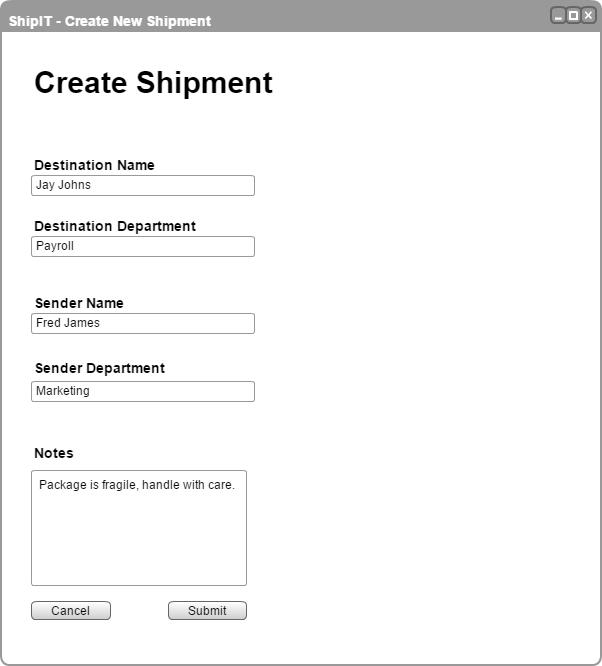 ShipIT - Create New Shipment
Create Shipment
Destination Name
Jay Johns
Destination Department
Payroll
Sender Name
Fred James
Sender Department
Marketing
Notes
Package is fragile, handle with care.
Cancel Submit